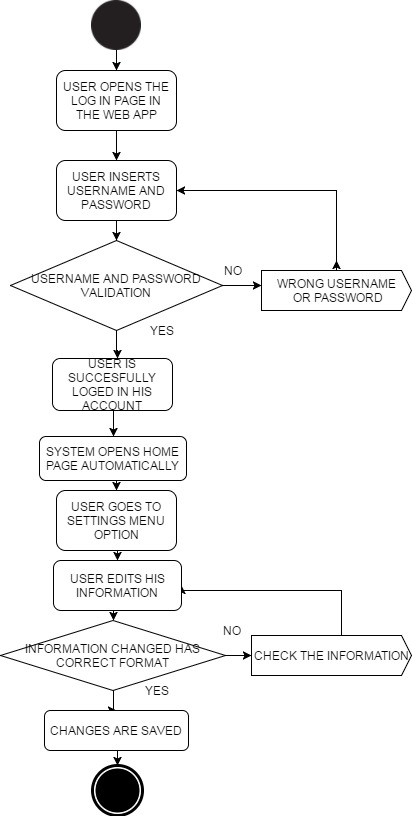 USER OPENS THE
LOG IN PAGE IN
THE WEB APP
USER INSERTS
USERNAME AND
PASSWORD
USERNAME AND PASSWORD
VALIDATION
NO
WRONG USERNAME
OR PASSWORD
YES
USER IS
SUCCESFULLY
LOGED IN HIS
ACCOUNT
SYSTEM OPENS HOME
PAGE AUTOMATICALLY
USER GOES TO
SETTINGS MENU
OPTION
USER EDITS HIS
INFORMATION
INFORMATION CHANGED HAS
CORRECT FORMAT
NO
CHECK THE INFORMATION
YES
CHANGES ARE SAVED